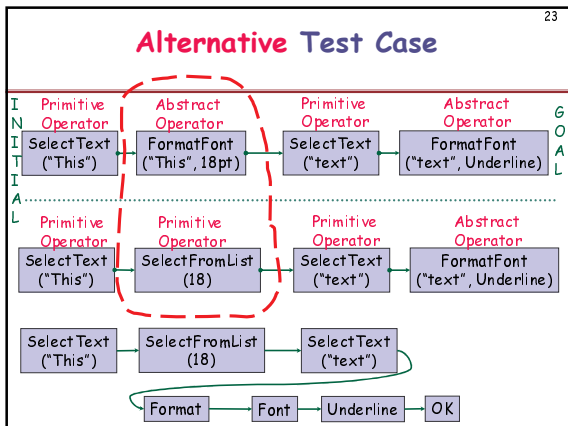 23
Alternative Test Case
INITIAL
GOAL
Primitive Operator
Abstract Operator
Primitive Operator
Abstract Operator
SelectText
("This")
FormatFont
("This", 18pt)
SelectText
("text")
FormatFont
("text", Underline)
Primitive Operator
Primitive Operator
Primitive Operator
Abstract Operator
SelectText
("This")
SelectFromList
(18)
SelectText
("text")
FormatFont
("text", Underline)
SelectText
("This")
SelectFromList
(18)
SelectText
("text")
Format
Font
Underline
OK